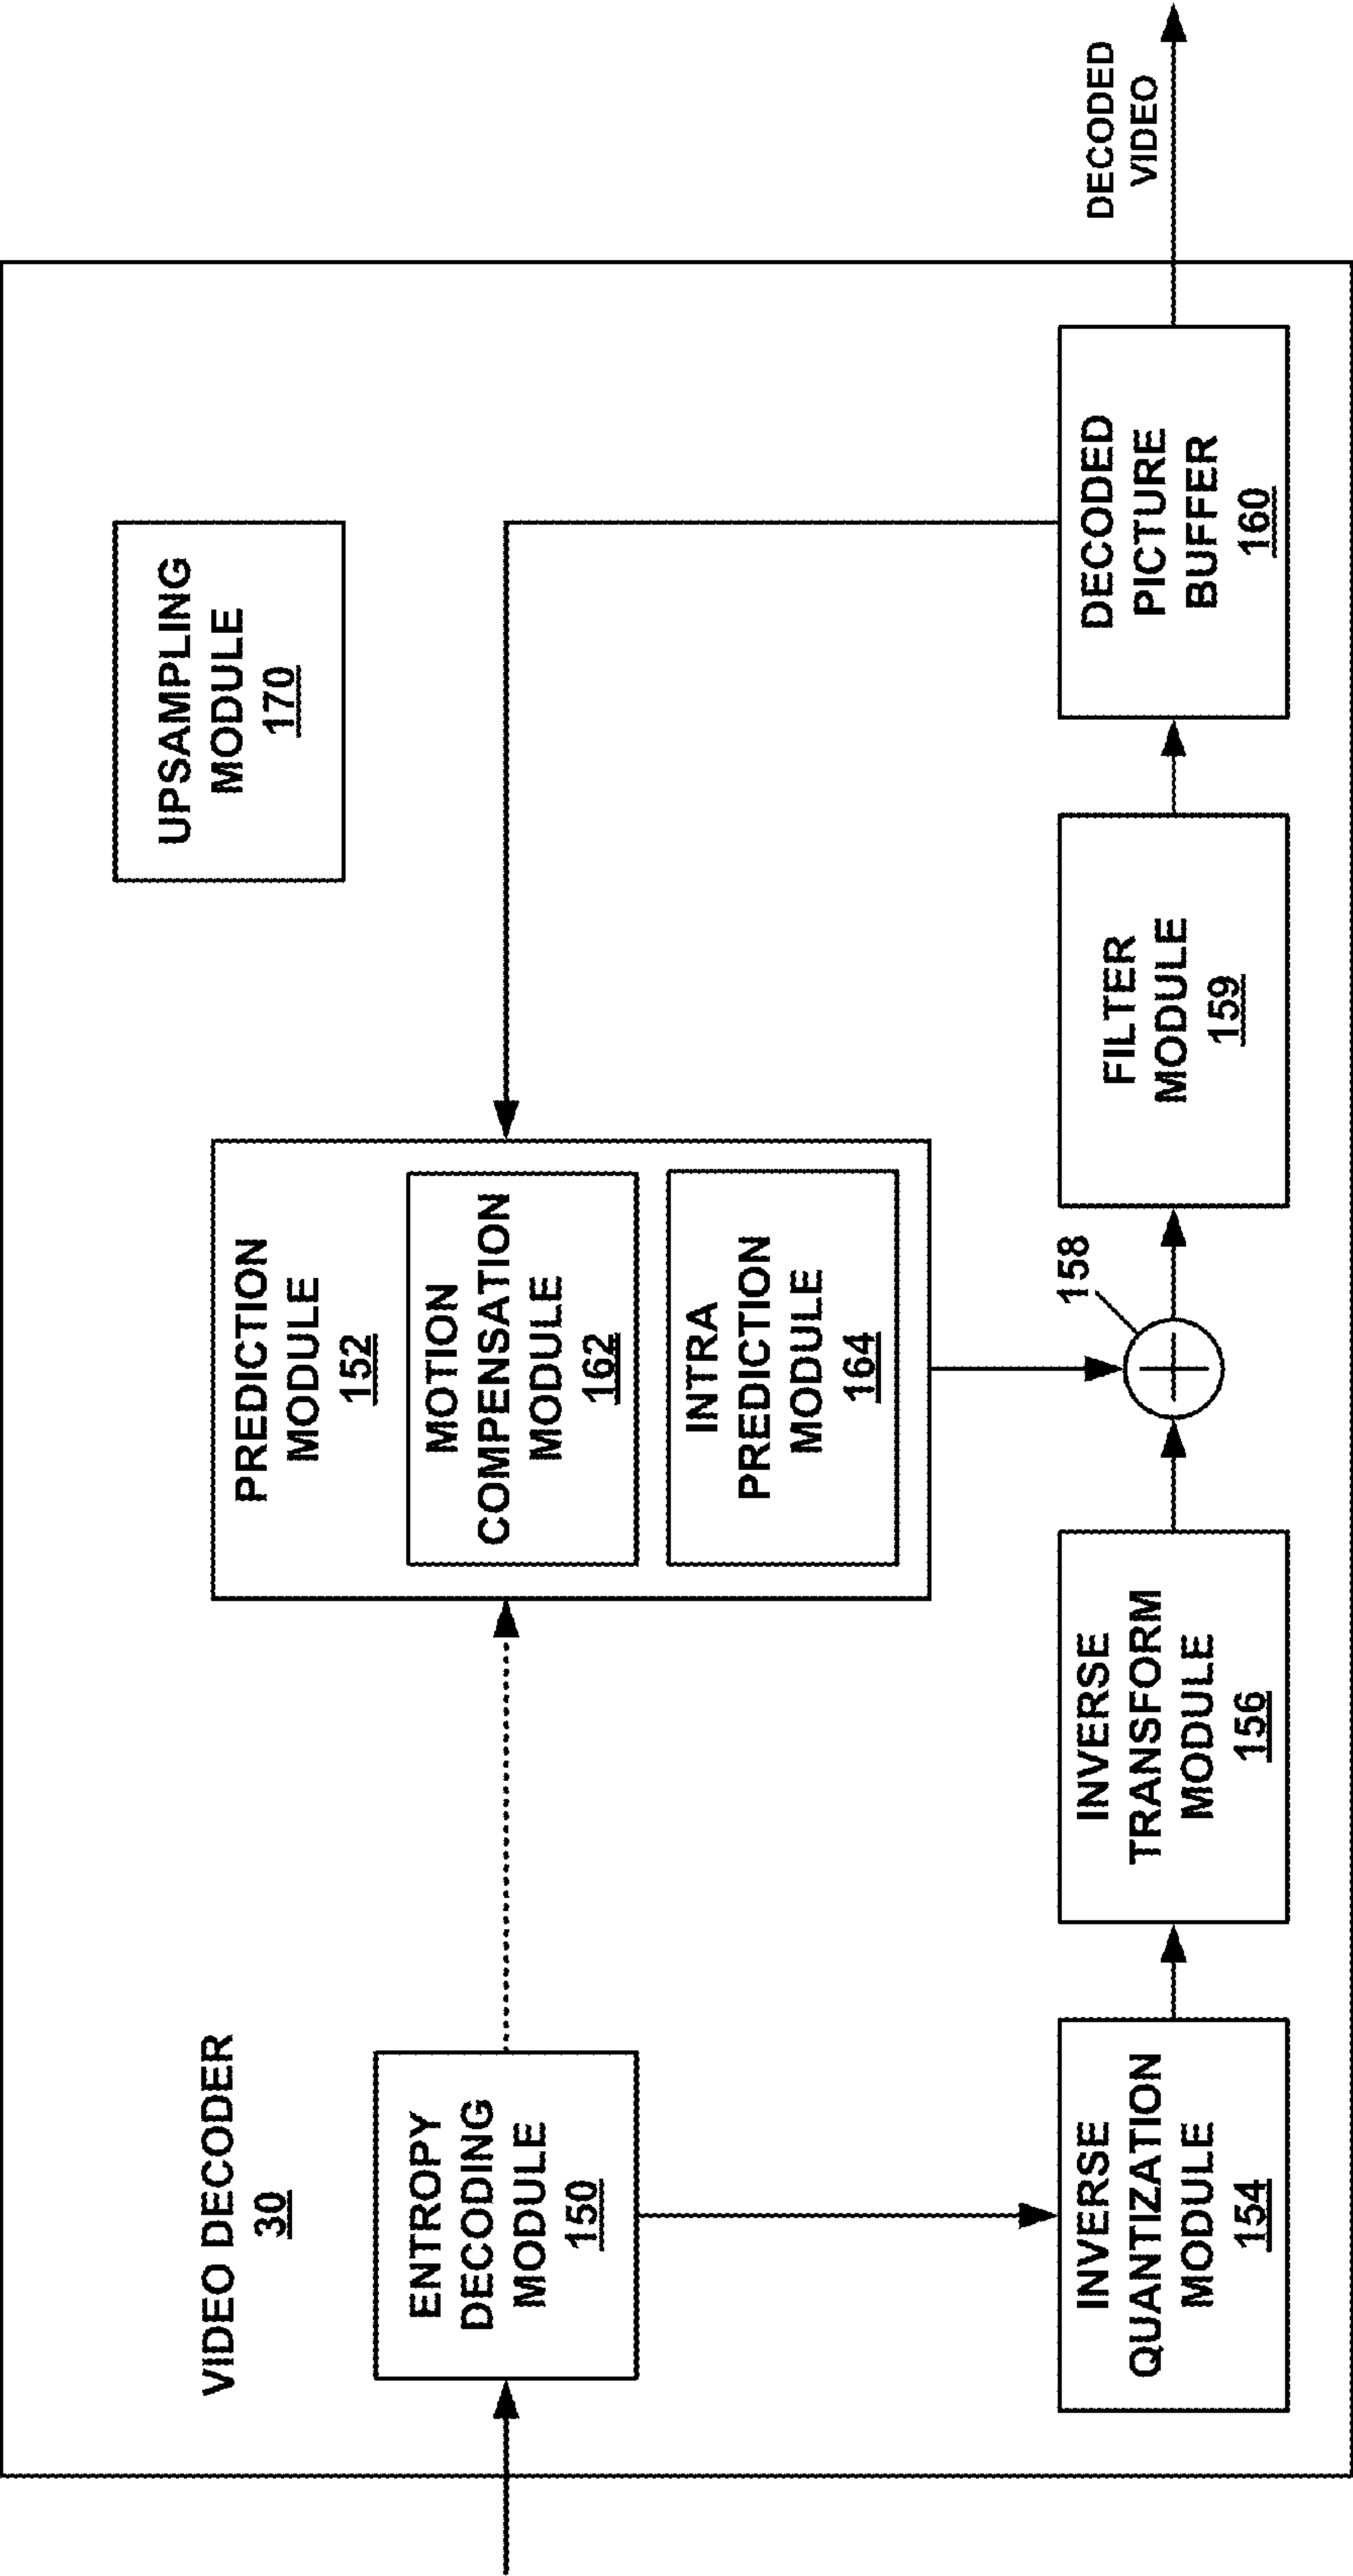 VIDEO DECODER
30
UPSAMPLING
MODULE
170
PREDICTION
MODULE
152
ENTROPY
DECODING
MODULE
150
MOTION
COMPENSATION
MODULE
162
INTRA
PREDICTION
MODULE
164
158
INVERSE
QUANTIZATION
MODULE
154
INVERSE
TRANSFORM
MODULE
156
FILTER
MODULE
159
DECODED
PICTURE
BUFFER
160
DECODED
VIDEO